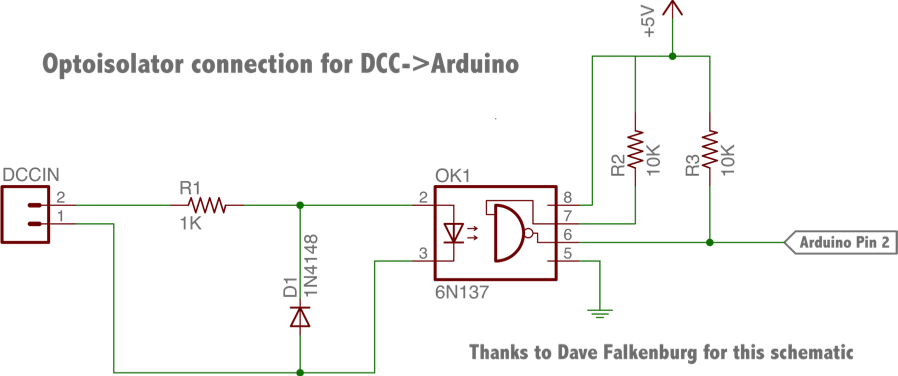 +5V
Optoisolator connection for DCC->Arduino
R2
10K
R3
10K
DCCIN
2
1
R1
1K
OK1
2
3
8
7
6
5
6N137
Arduino Pin 2
D1
1N4148
Thanks to Dave Falkenburg for this schematic